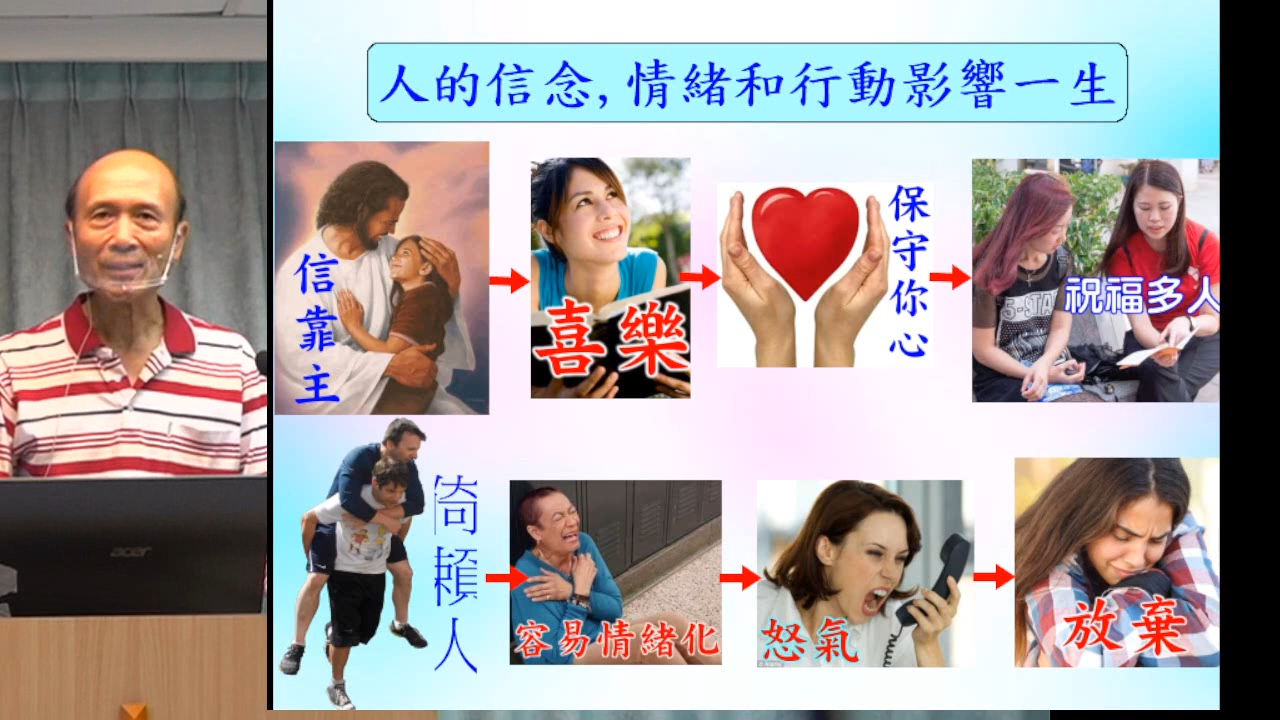 人的信念,情緒和行動影響一生
信靠主
喜樂
保守你心
5-STA
祝福多人
倚賴人
容易情緒化
怒氣
放棄
acer